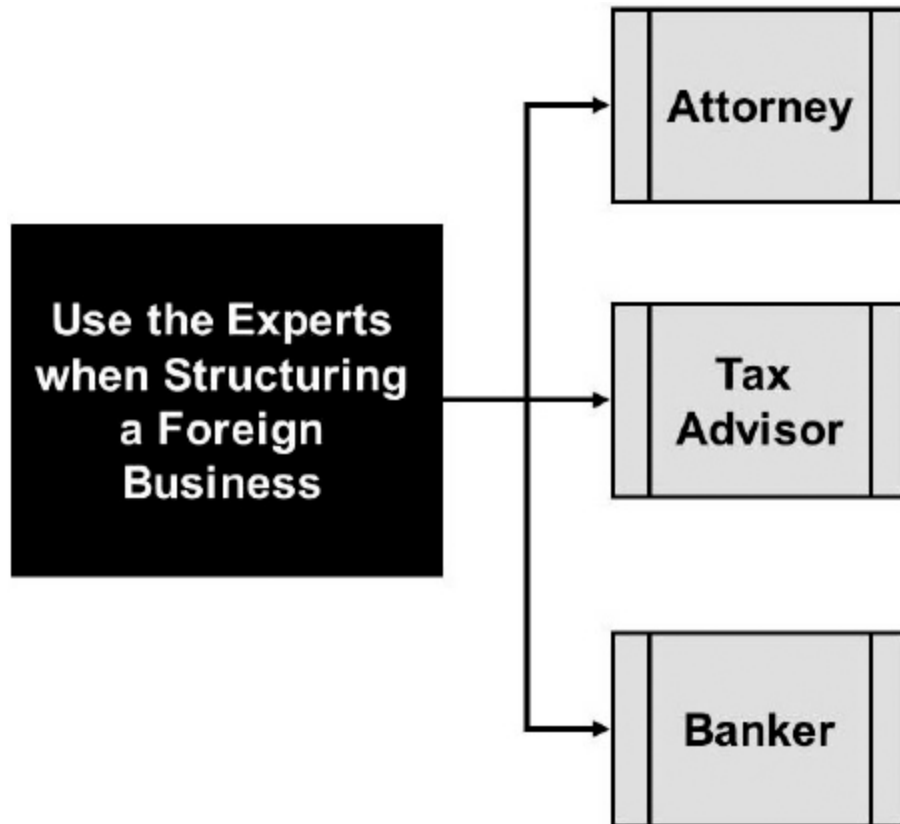 Attorney
Use the Experts
when Structuring
a Foreign
Business
Tax
Advisor
Banker